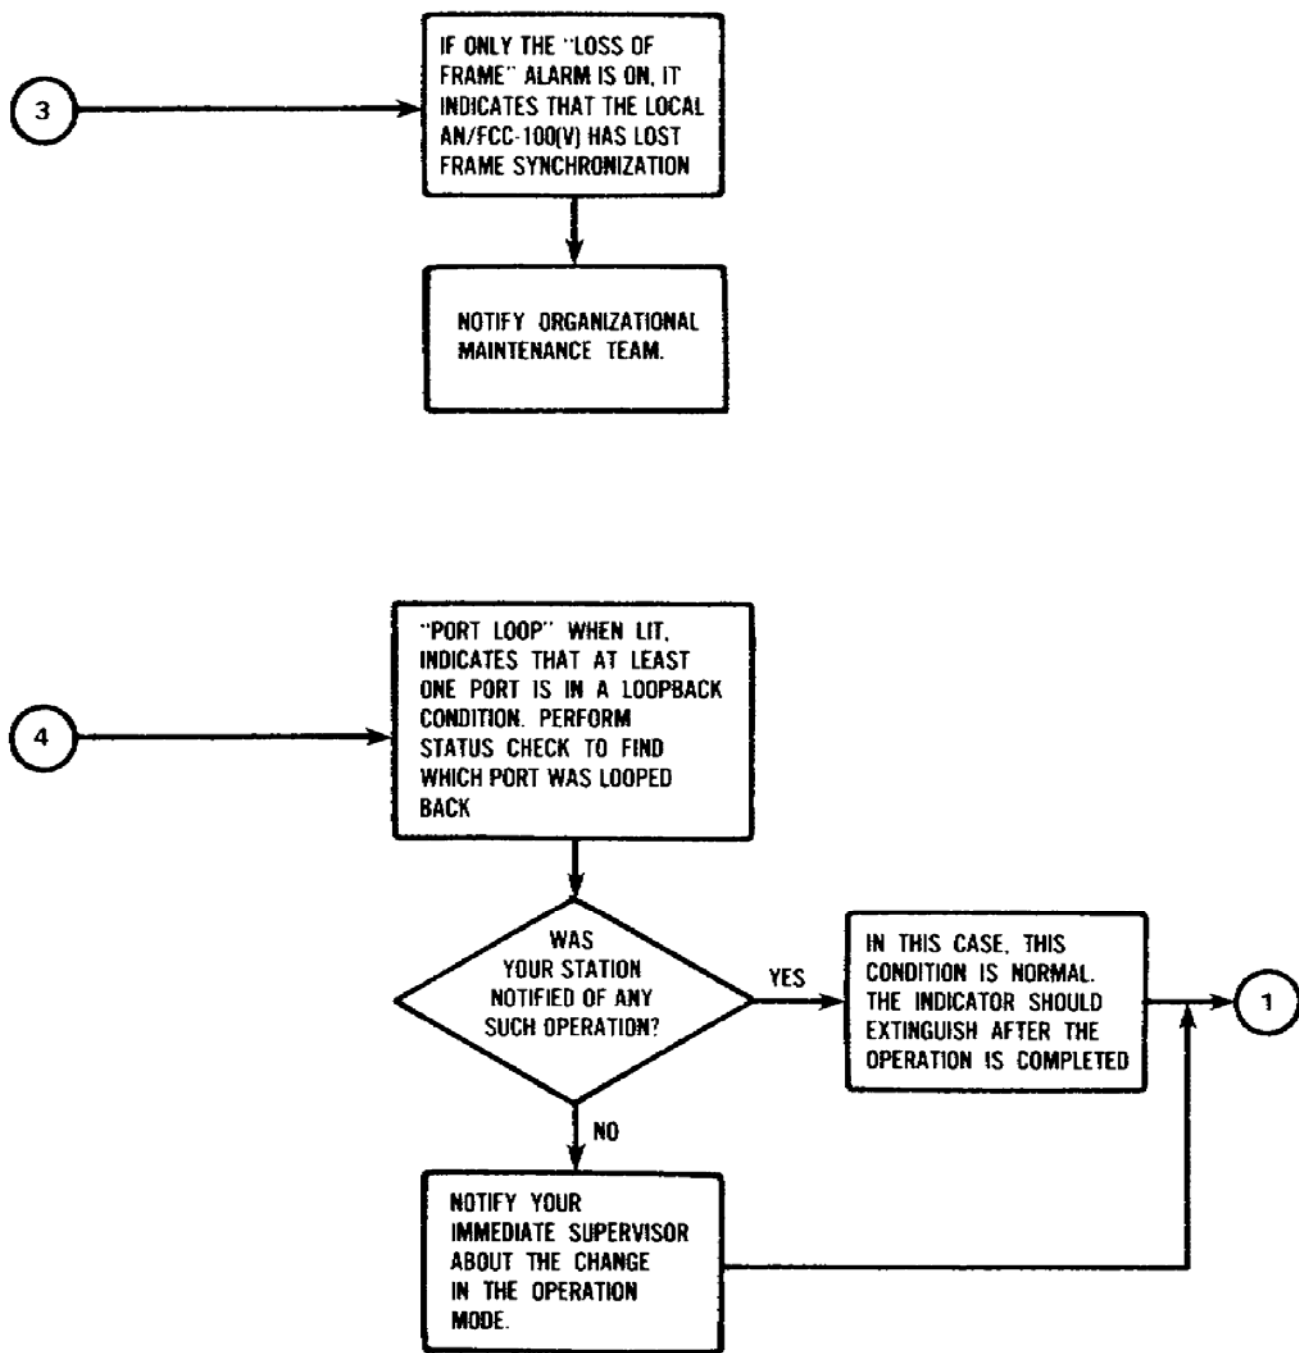 3
IF ONLY THE "LOSS OF
FRAME" ALARM IS ON, IT
INDICATES THAT THE LOCAL
AN/FCC-100(V) HAS LOST
FRAME SYNCHRONIZATION
NOTIFY ORGANIZATIONAL
MAINTENANCE TEAM.
4
"PORT LOOP" WHEN LIT,
INDICATES THAT AT LEAST
ONE PORT IS IN A LOOPBACK
CONDITION. PERFORM
STATUS CHECK TO FIND
WHICH PORT WAS LOOPED
BACK
WAS
YOUR STATION
NOTIFIED OF ANY
SUCH OPERATION?
YES
IN THIS CASE, THIS
CONDITION IS NORMAL.
THE INDICATOR SHOULD
EXTINGUISH AFTER THE
OPERATION IS COMPLETED
1
NO
NOTIFY YOUR
IMMEDIATE SUPERVISOR
ABOUT THE CHANGE
IN THE OPERATION
MODE.